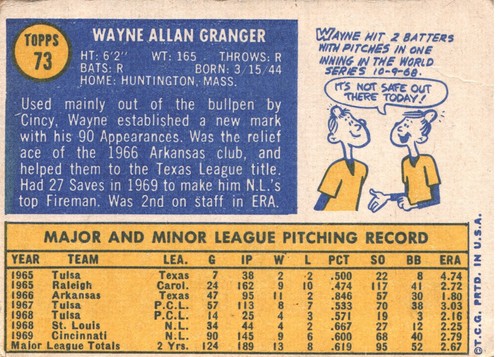 TOPPS
73
WAYNE ALLAN GRANGER
HT: 6'2" WT: 165 THROWS: R
BATS: R BORN: 3/15/44
HOME: HUNTINGTON, MASS.
Used mainly out of the bullpen by
Cincy, Wayne established a new mark
with his 90 Appearances. Was the relief
ace of the 1966 Arkansas club, and
helped them to the Texas League title.
Had 27 Saves in 1969 to make him N.L.'s
top Fireman. Was 2nd on staff in ERA.
WAYNE HIT 2 BATTERS
WITH PITCHES IN ONE
INNING IN THE WORLD
SERIES 10-9-68.
IT'S NOT SAFE OUT
THERE TODAY!
MAJOR AND MINOR LEAGUE PITCHING RECORD
YEAR TEAM LEA. G IP W L PCT SO BB ERA
1965 Tulsa Texas 7 38 2 2 .500 22 8 4.74
1965 Raleigh Carol. 24 162 9 10 .474 117 41 2.72
1966 Arkansas Texas 47 95 11 2 .846 57 30 1.80
1967 Tulsa P.C.L. 57 113 8 7 .533 70 38 3.03
1968 Tulsa P.C.L. 14 25 4 3 .571 19 3 2.16
1968 St. Louis N.L. 34 44 4 2 .667 27 12 2.25
1969 Cincinnati N.L. 90 145 9 6 .600 68 40 2.79
Major League Totals 2 Yrs. 124 189 13 8 .619 95 52 2.67
©T.C.G. PRTD. IN U.S.A.